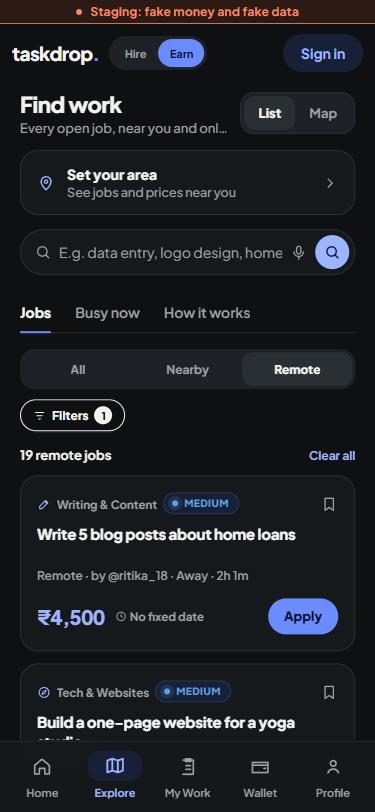 Staging: fake money and fake data
taskdrop.
Hire
Earn
Sign in
Find work
Every open job, near you and onl...
List
Map
Set your area
See jobs and prices near you
E.g. data entry, logo design, home
Jobs
Busy now
How it works
All
Nearby
Remote
Filters 1
19 remote jobs
Clear all
Writing & Content
MEDIUM
Write 5 blog posts about home loans
Remote · by @ritika_18 · Away · 2h 1m
₹4,500
No fixed date
Apply
Tech & Websites
MEDIUM
Build a one-page website for a yoga
Home
Explore
My Work
Wallet
Profile